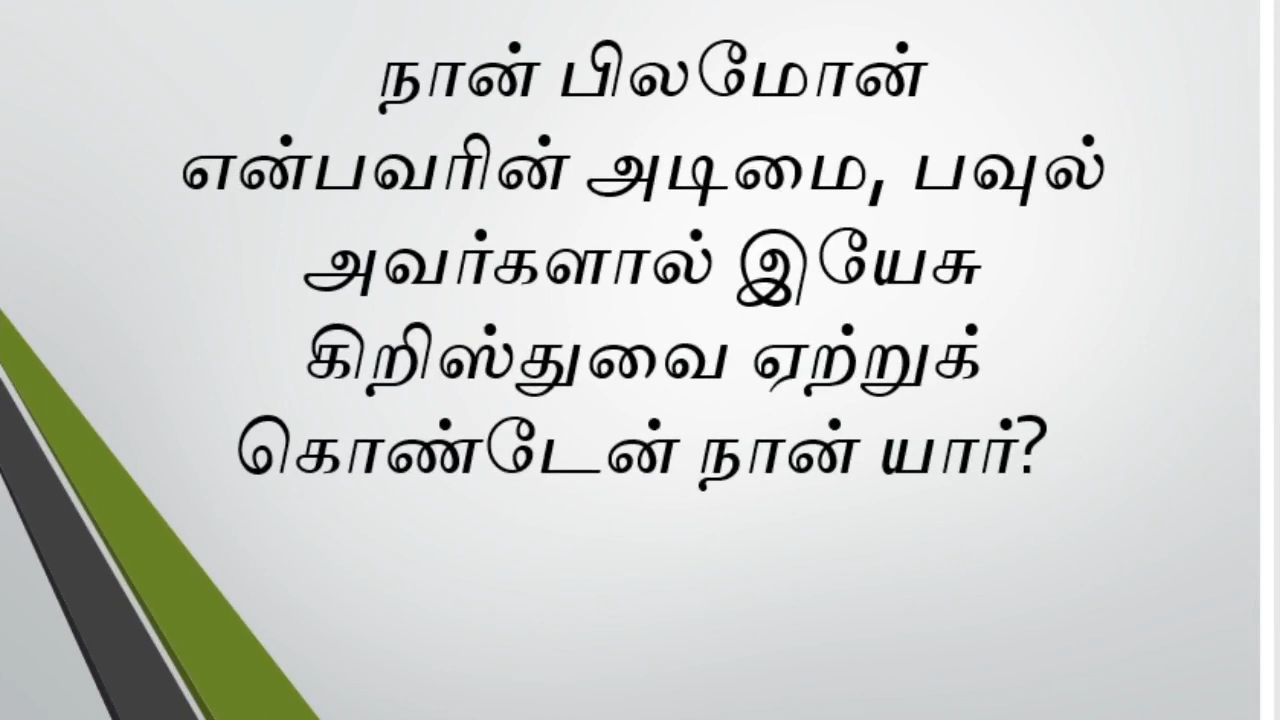 நான் பிலமோன்
என்பவரின் அடிமை, பவுல்
அவர்களால் இயேசு
கிறிஸ்துவை ஏற்றுக்
கொண்டேன் நான் யார்?